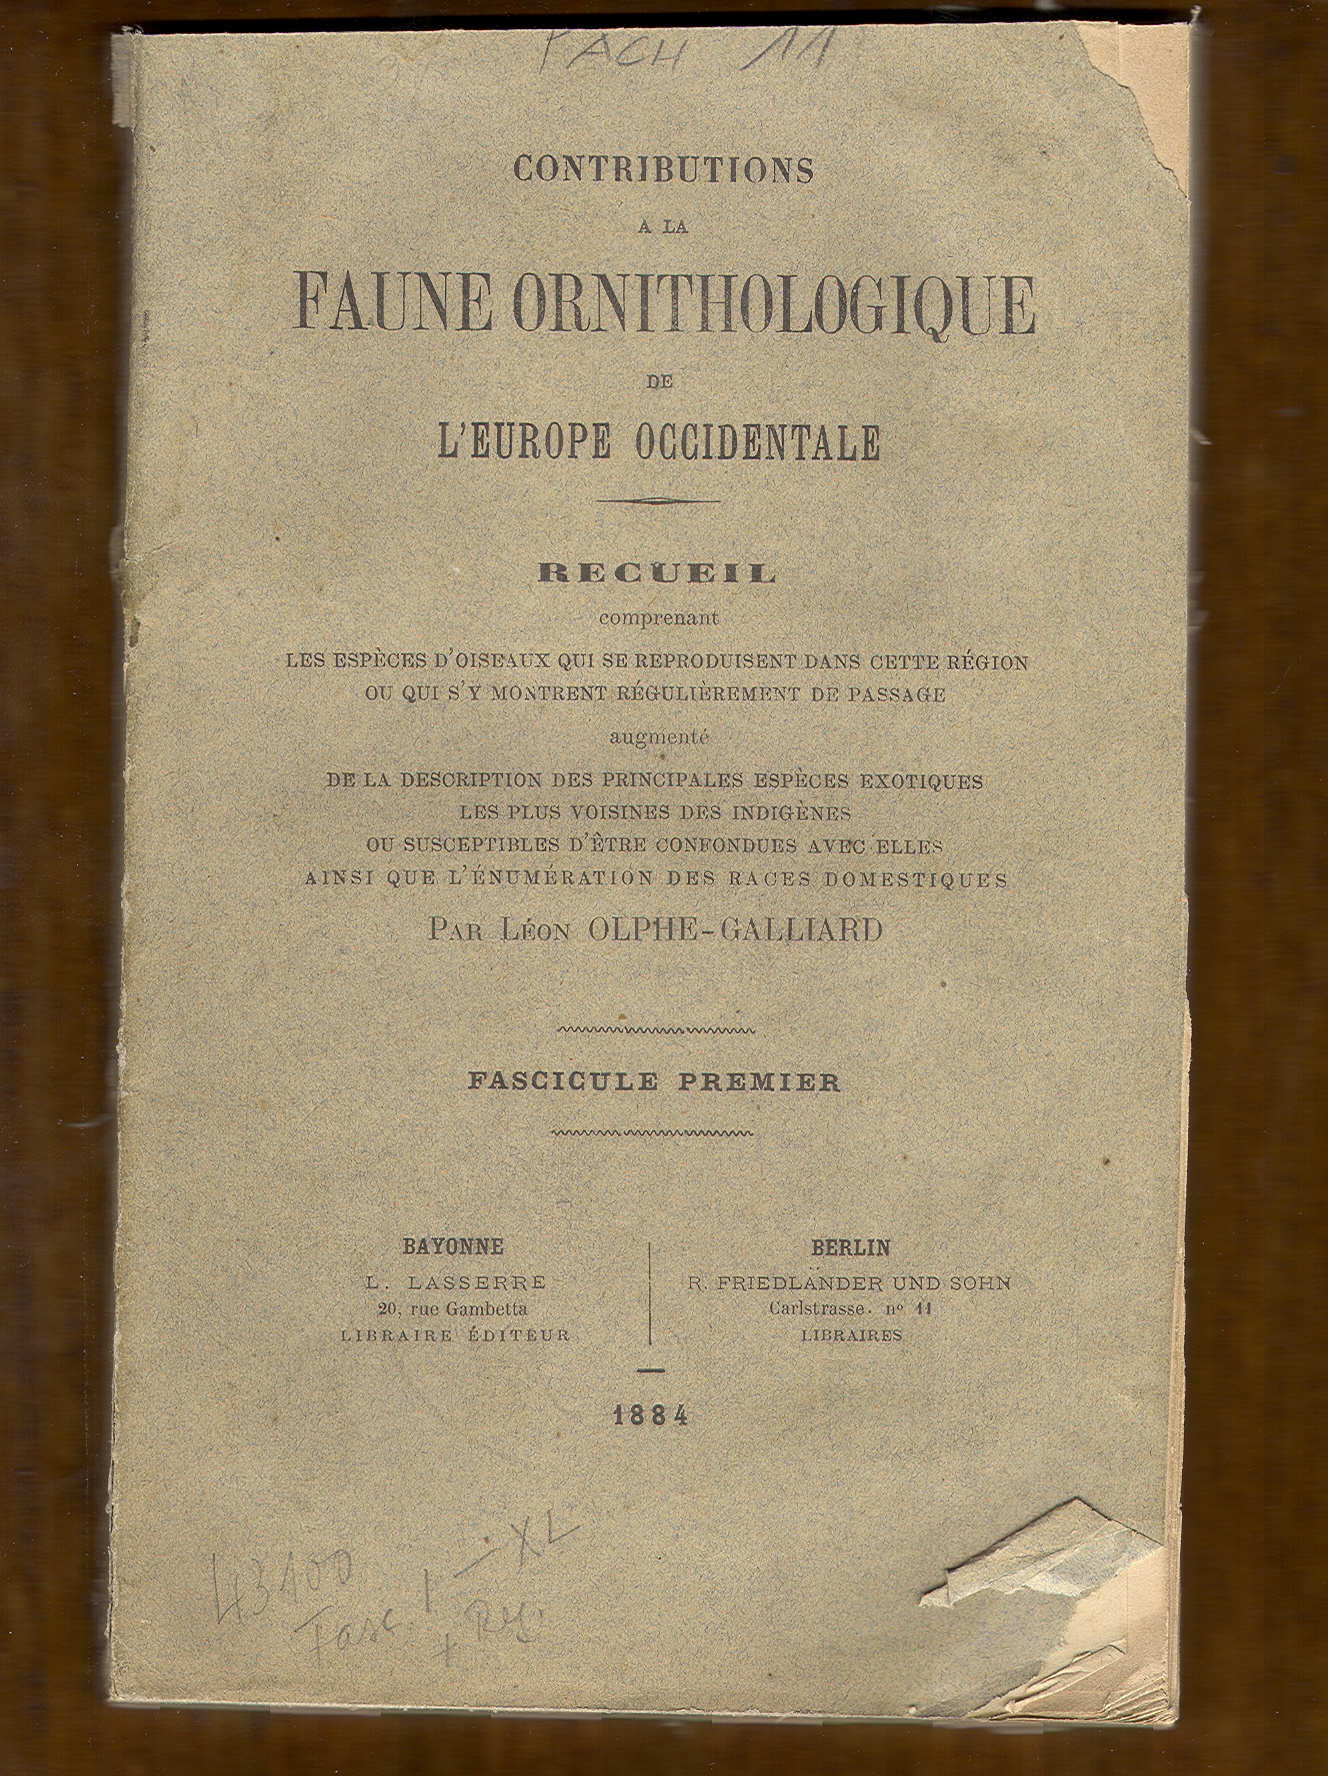 PACH 11
CONTRIBUTIONS
A LA
FAUNE ORNITHOLOGIQUE
DE
L'EUROPE OCCIDENTALE
RECUEIL
comprenant
LES ESPÈCES D'OISEAUX QUI SE REPRODUISENT DANS CETTE RÉGION
OU QUI S'Y MONTRENT RÉGULIÈREMENT DE PASSAGE
augmenté
DE LA DESCRIPTION DES PRINCIPALES ESPÈCES EXOTIQUES
LES PLUS VOISINES DES INDIGÈNES
OU SUSCEPTIBLES D'ÊTRE CONFONDUES AVEC ELLES
AINSI QUE L'ÉNUMÉRATION DES RACES DOMESTIQUES
PAR LÉON OLPHE-GALLIARD
FASCICULE PREMIER
BAYONNE
L. LASSERRE
20, rue Gambetta
LIBRAIRE ÉDITEUR
BERLIN
R. FRIEDLÄNDER UND SOHN
Carlstrasse. nº 11
LIBRAIRES
1884
43100
Fasc I — XL
+ Reg.